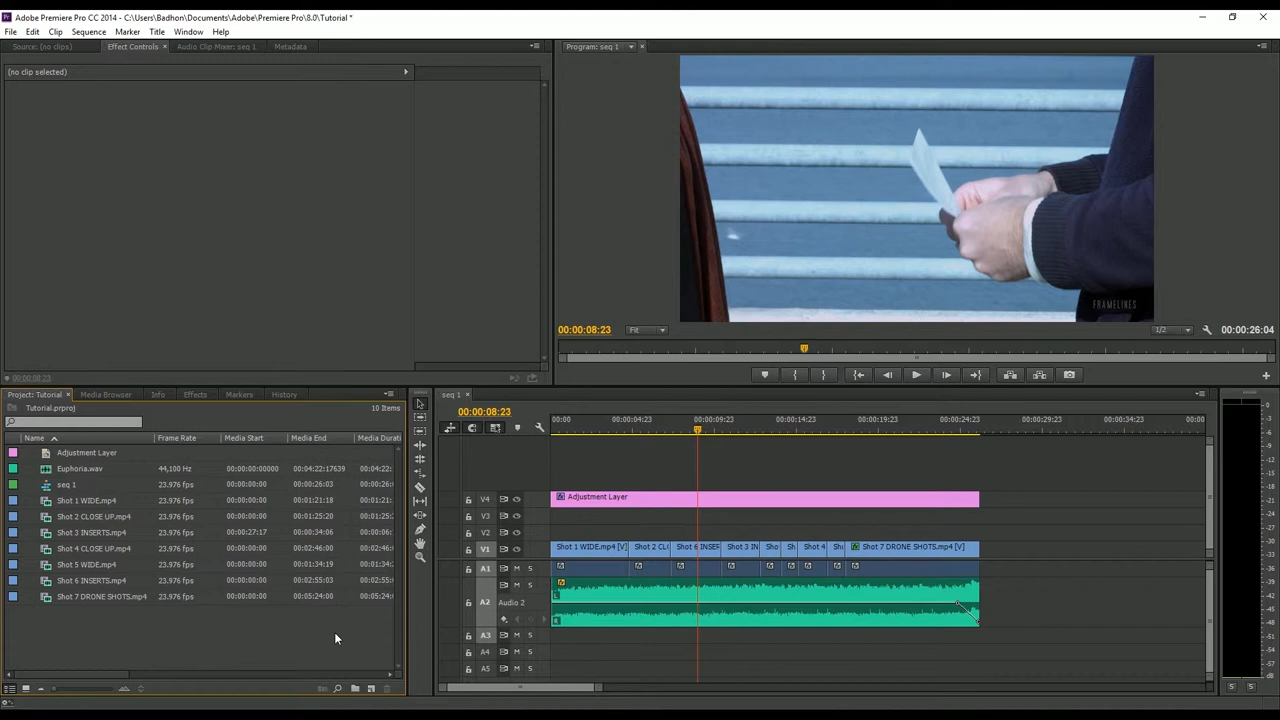 Adobe Premiere Pro CC 2014 - C:\Users\Badhon\Documents\Adobe\Premiere Pro\8.0\Tutorial *
File Edit Clip Sequence Marker Title Window Help
Source: (no clips) Effect Controls Audio Clip Mixer: seq 1 Metadata
Program: seq 1
(no clip selected)
FRAMELINES
00:00:08:23 Fit 1/2 00:00:26:04
00:00:08:23
Project: Tutorial Media Browser Info Effects Markers History
seq 1
Tutorial.prproj 10 Items
00:00:08:23
00:00 00:00:04:23 00:00:09:23 00:00:14:23 00:00:19:23 00:00:24:23 00:00:29:23 00:00:34:23 00:00
Name Frame Rate Media Start Media End Media Durati
Adjustment Layer
Euphoria.wav 44,100 Hz 00:00:00:00000 00:04:22:17639 00:04:22:
seq 1 23.976 fps 00:00:00:00 00:00:26:03 00:00:26:
Shot 1 WIDE.mp4 23.976 fps 00:00:00:00 00:01:21:18 00:01:21:
Shot 2 CLOSE UP.mp4 23.976 fps 00:00:00:00 00:01:25:20 00:01:25:
Shot 3 INSERTS.mp4 23.976 fps 00:00:27:17 00:00:34:06 00:00:06:
Shot 4 CLOSE UP.mp4 23.976 fps 00:00:00:00 00:02:46:00 00:02:46:
Shot 5 WIDE.mp4 23.976 fps 00:00:00:00 00:01:34:19 00:01:34:
Shot 6 INSERTS.mp4 23.976 fps 00:00:00:00 00:02:55:03 00:02:55:
Shot 7 DRONE SHOTS.mp4 23.976 fps 00:00:00:00 00:05:24:00 00:05:24:
V4 Adjustment Layer
V3
V2
V1 Shot 1 WIDE.mp4 [V] Shot 2 CL Shot 6 INSER Shot 3 IN Sho Sh Shot 4 Sh Shot 7 DRONE SHOTS.mp4 [V]
A1 M S
M S
A2 Audio 2
L
R
A3 M S
A4 M S
A5 M S
0
-6
-12
-18
-24
-30
-36
-42
-48
-54
dB
S S